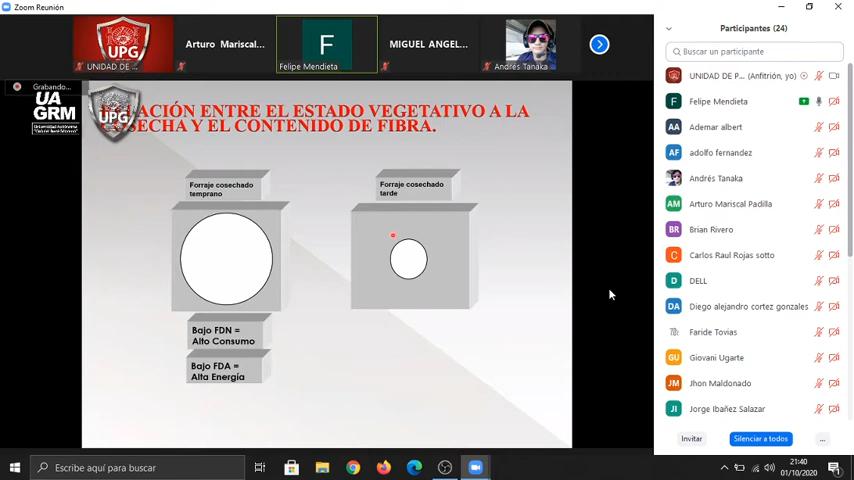 Zoom Reunión
Participantes (24)
Buscar un participante
UPG
UNIDAD DE ...
Arturo Mariscal...
F
Felipe Mendieta
MIGUEL ANGEL...
Andrés Tanaka
Grabando...
UA
GRM
UPG
ACIÓN ENTRE EL ESTADO VEGETATIVO A LA
SECHA Y EL CONTENIDO DE FIBRA.
Forraje cosechado
temprano
Forraje cosechado
tarde
Bajo FDN =
Alto Consumo
Bajo FDA =
Alta Energía
UNIDAD DE P... (Anfitrión, yo)
F Felipe Mendieta
AA Ademar albert
AF adolfo fernandez
Andrés Tanaka
AM Arturo Mariscal Padilla
BR Brian Rivero
C Carlos Raul Rojas sotto
D DELL
DA Diego alejandro cortez gonzales
Faride Tovias
GU Giovani Ugarte
JM Jhon Maldonado
JI Jorge Ibañez Salazar
Invitar
Silenciar a todos
...
Escribe aquí para buscar
21:40
01/10/2020